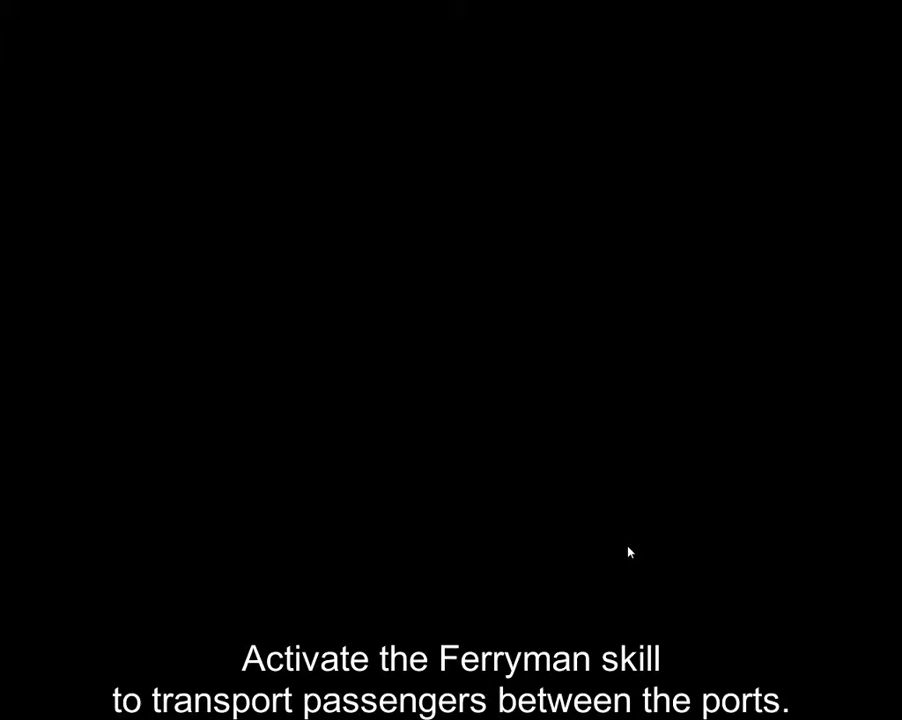 Activate the Ferryman skill
to transport passengers between the ports.